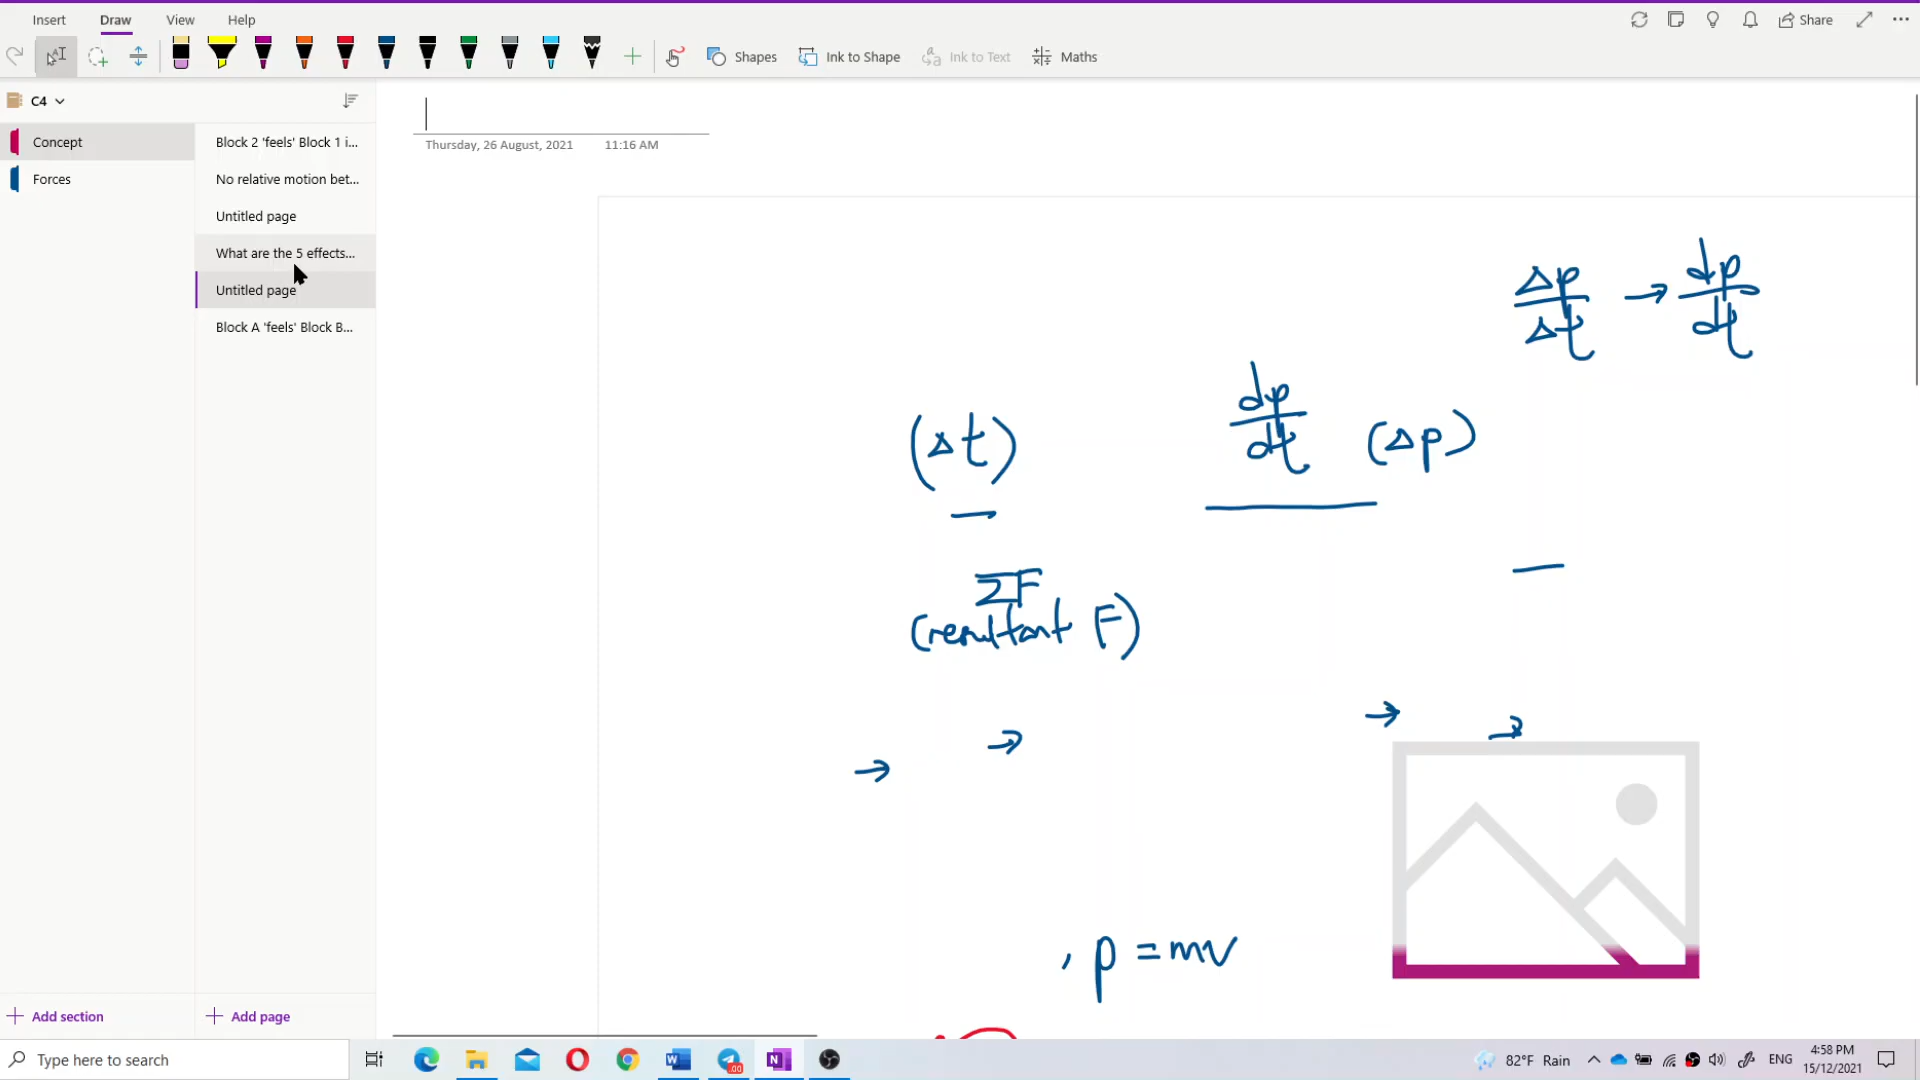 Insert Draw View Help
Share
Shapes Ink to Shape Ink to Text Maths
C4
Concept
Forces
Block 2 'feels' Block 1 i...
No relative motion bet...
Untitled page
What are the 5 effects...
Untitled page
Block A 'feels' Block B...
Thursday, 26 August, 2021 11:16 AM
Δp/Δt → dp/dt
(Δt) dp/dt (Δp)
ΣF
(resultant F)
→ →
→ →
, p = mv
Add section Add page
Type here to search
.00
82°F Rain
ENG
4:58 PM
15/12/2021